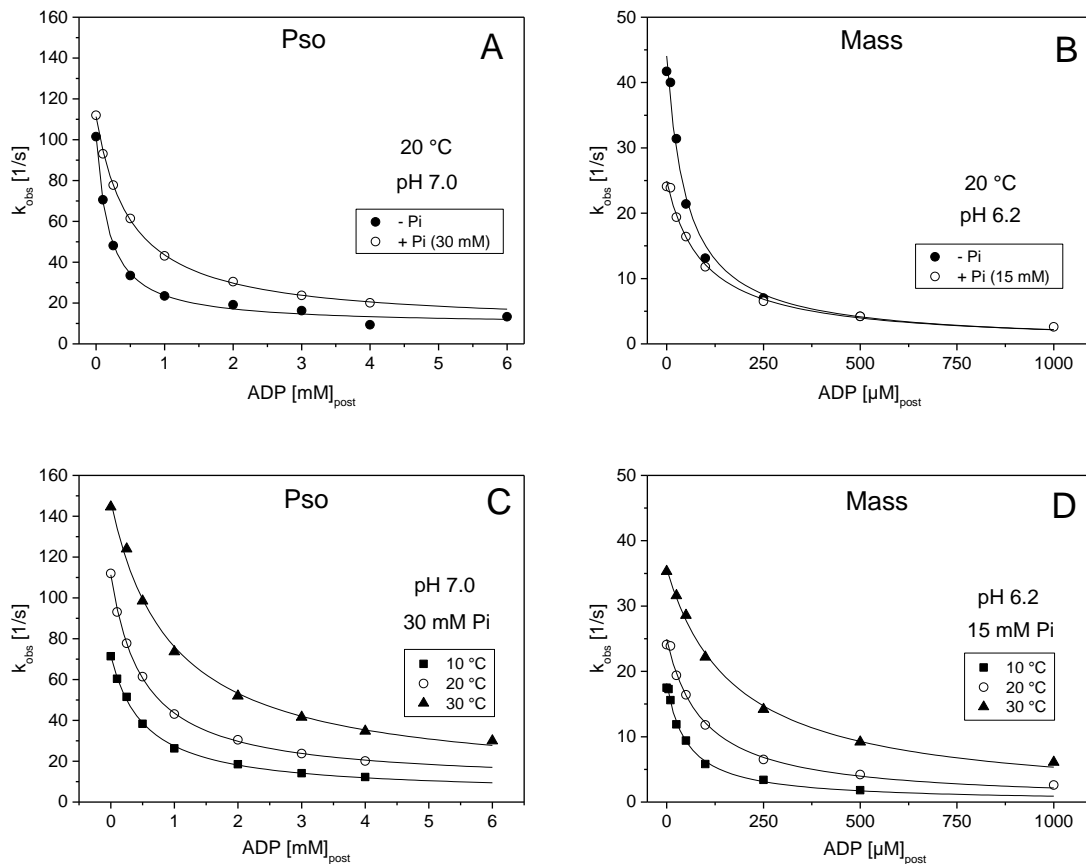 Pso
A
20 °C
pH 7.0
- Pi
+ Pi (30 mM)
k_obs [1/s]
0
20
40
60
80
100
120
140
160
0 1 2 3 4 5 6
ADP [mM]_post
Mass
B
20 °C
pH 6.2
- Pi
+ Pi (15 mM)
k_obs [1/s]
0
10
20
30
40
50
0 250 500 750 1000
ADP [µM]_post
Pso
C
pH 7.0
30 mM Pi
10 °C
20 °C
30 °C
k_obs [1/s]
0
20
40
60
80
100
120
140
160
0 1 2 3 4 5 6
ADP [mM]_post
Mass
D
pH 6.2
15 mM Pi
10 °C
20 °C
30 °C
k_obs [1/s]
0
10
20
30
40
50
0 250 500 750 1000
ADP [µM]_post